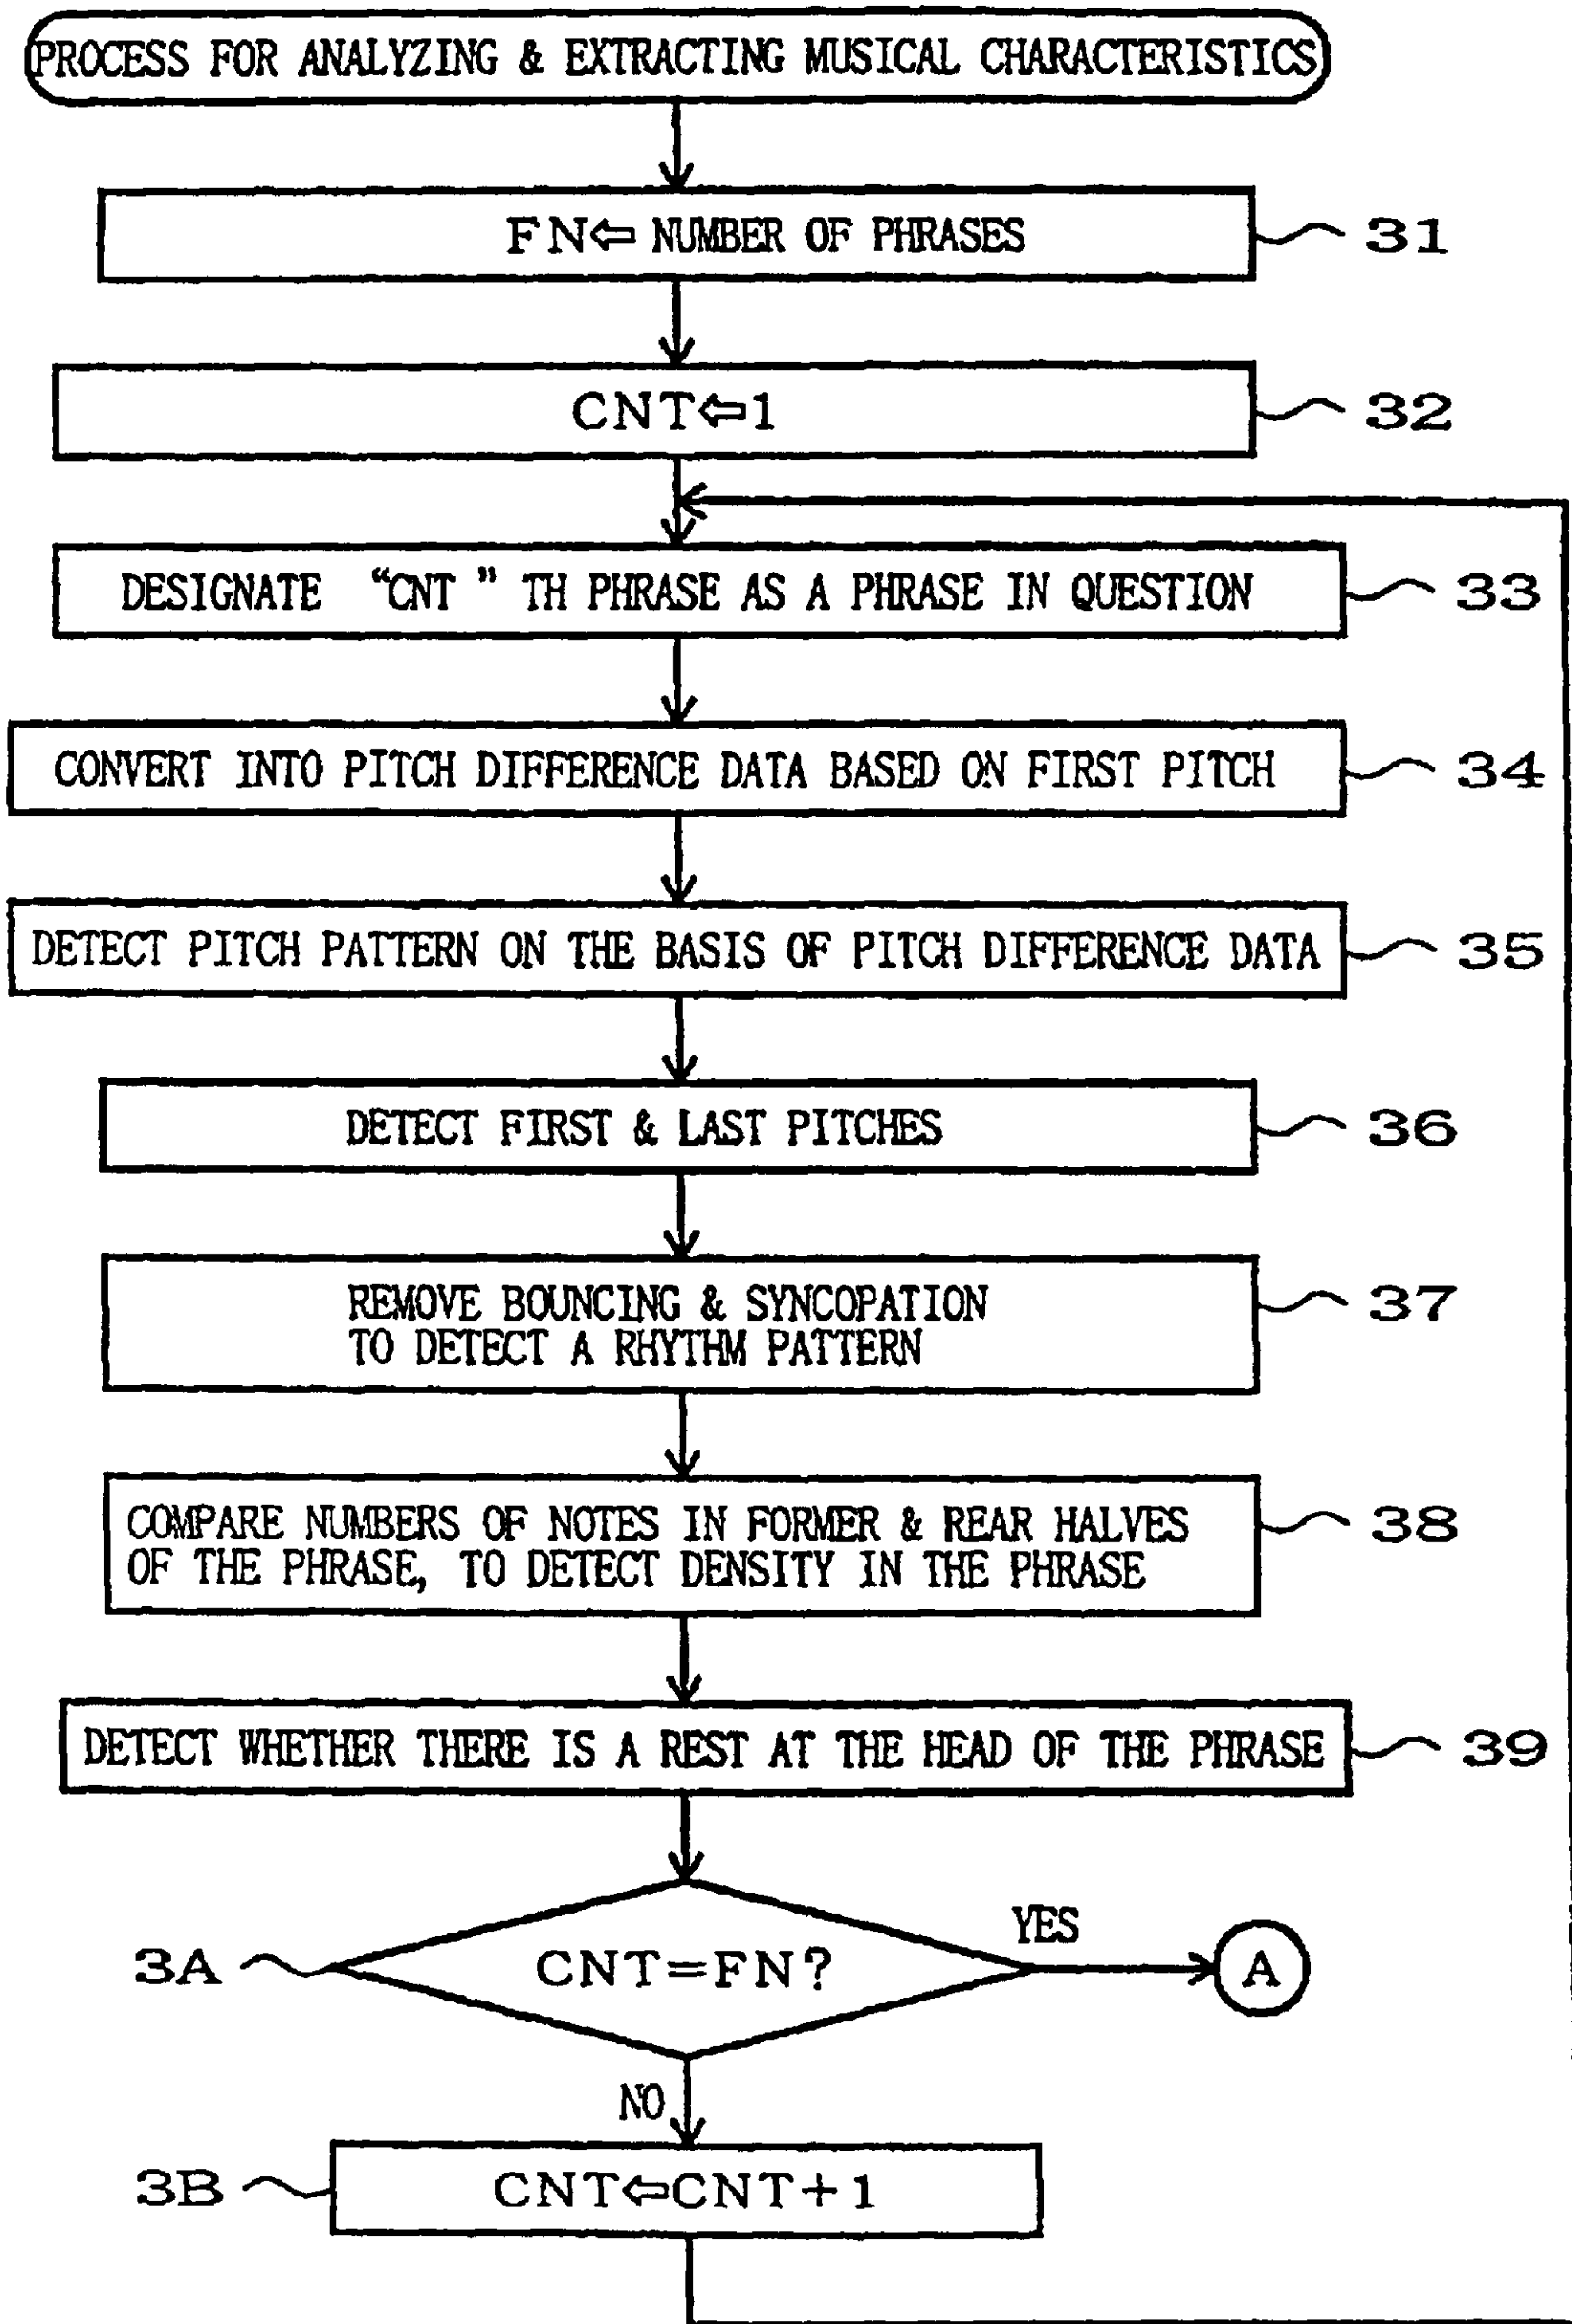 PROCESS FOR ANALYZING & EXTRACTING MUSICAL CHARACTERISTICS
FN⇦ NUMBER OF PHRASES
31
CNT⇦1
32
DESIGNATE “CNT ” TH PHRASE AS A PHRASE IN QUESTION
33
CONVERT INTO PITCH DIFFERENCE DATA BASED ON FIRST PITCH
34
DETECT PITCH PATTERN ON THE BASIS OF PITCH DIFFERENCE DATA
35
DETECT FIRST & LAST PITCHES
36
REMOVE BOUNCING & SYNCOPATION
TO DETECT A RHYTHM PATTERN
37
COMPARE NUMBERS OF NOTES IN FORMER & REAR HALVES
OF THE PHRASE, TO DETECT DENSITY IN THE PHRASE
38
DETECT WHETHER THERE IS A REST AT THE HEAD OF THE PHRASE
39
3A
CNT=FN?
YES
A
NO
3B
CNT⇦CNT+1